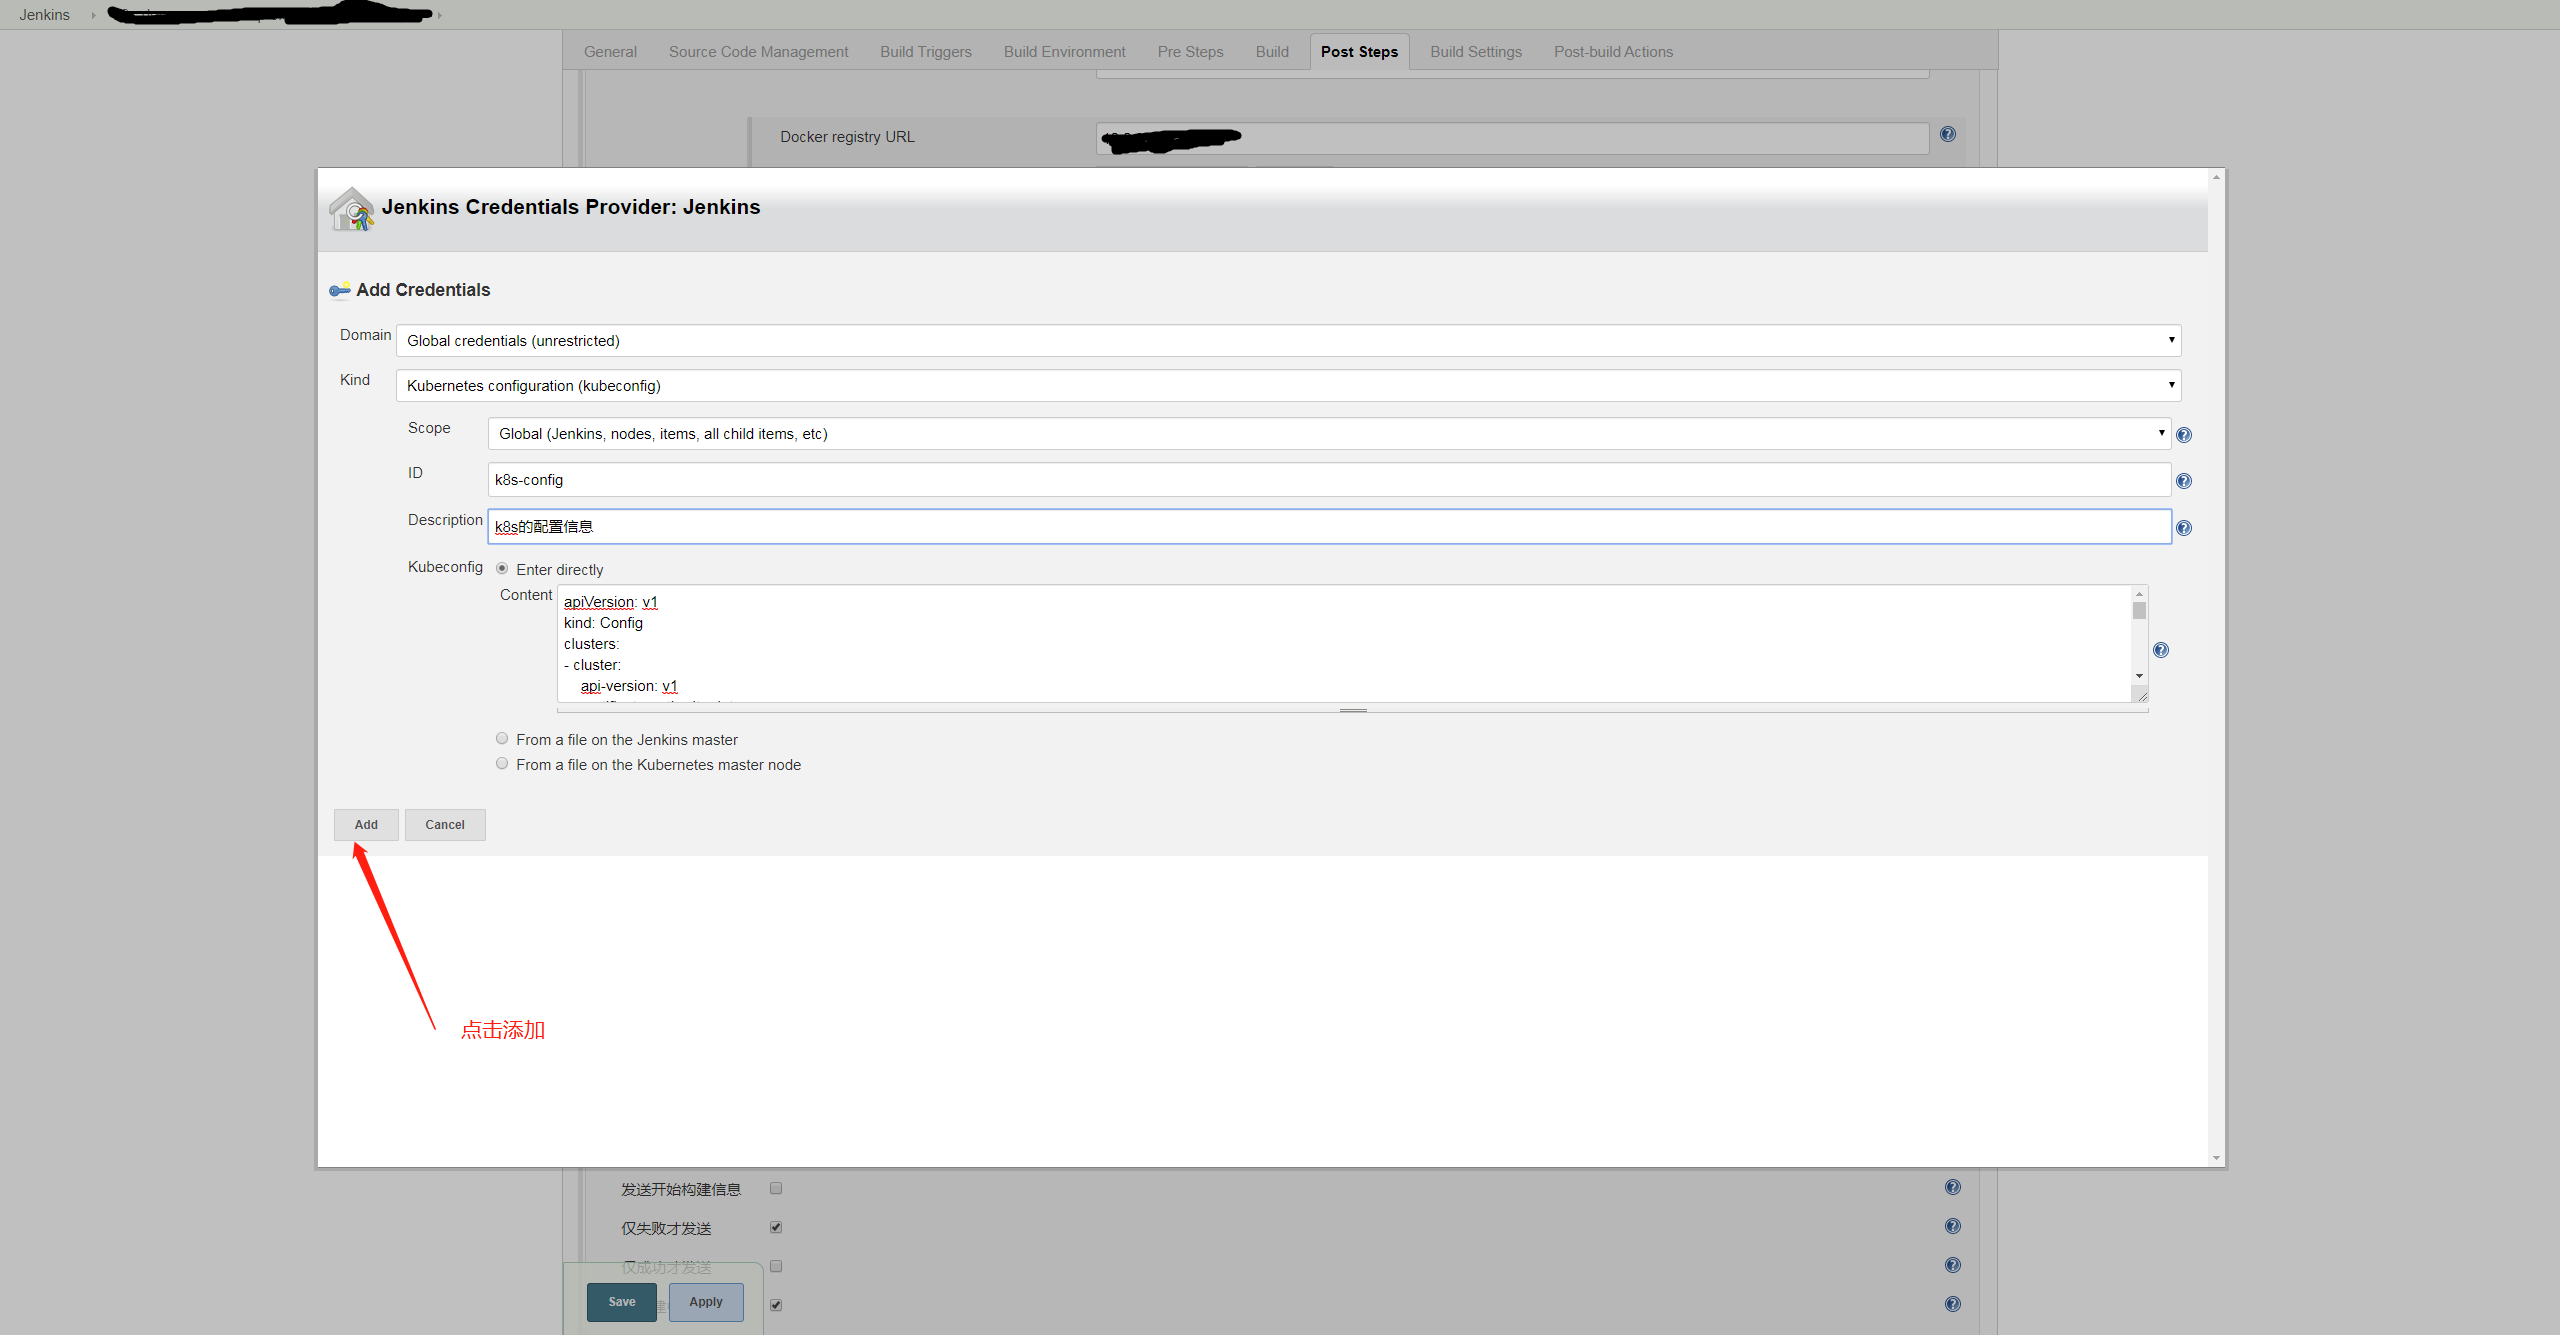 Jenkins
General Source Code Management Build Triggers Build Environment Pre Steps Build Post Steps Build Settings Post-build Actions
Docker registry URL
Jenkins Credentials Provider: Jenkins
Add Credentials
Domain Global credentials (unrestricted)
Kind Kubernetes configuration (kubeconfig)
Scope Global (Jenkins, nodes, items, all child items, etc)
ID k8s-config
Description k8s的配置信息
Kubeconfig Enter directly
Content apiVersion: v1
kind: Config
clusters:
- cluster:
api-version: v1
From a file on the Jenkins master
From a file on the Kubernetes master node
Add Cancel
点击添加
发送开始构建信息
仅失败才发送
仅成功才发送
Save Apply